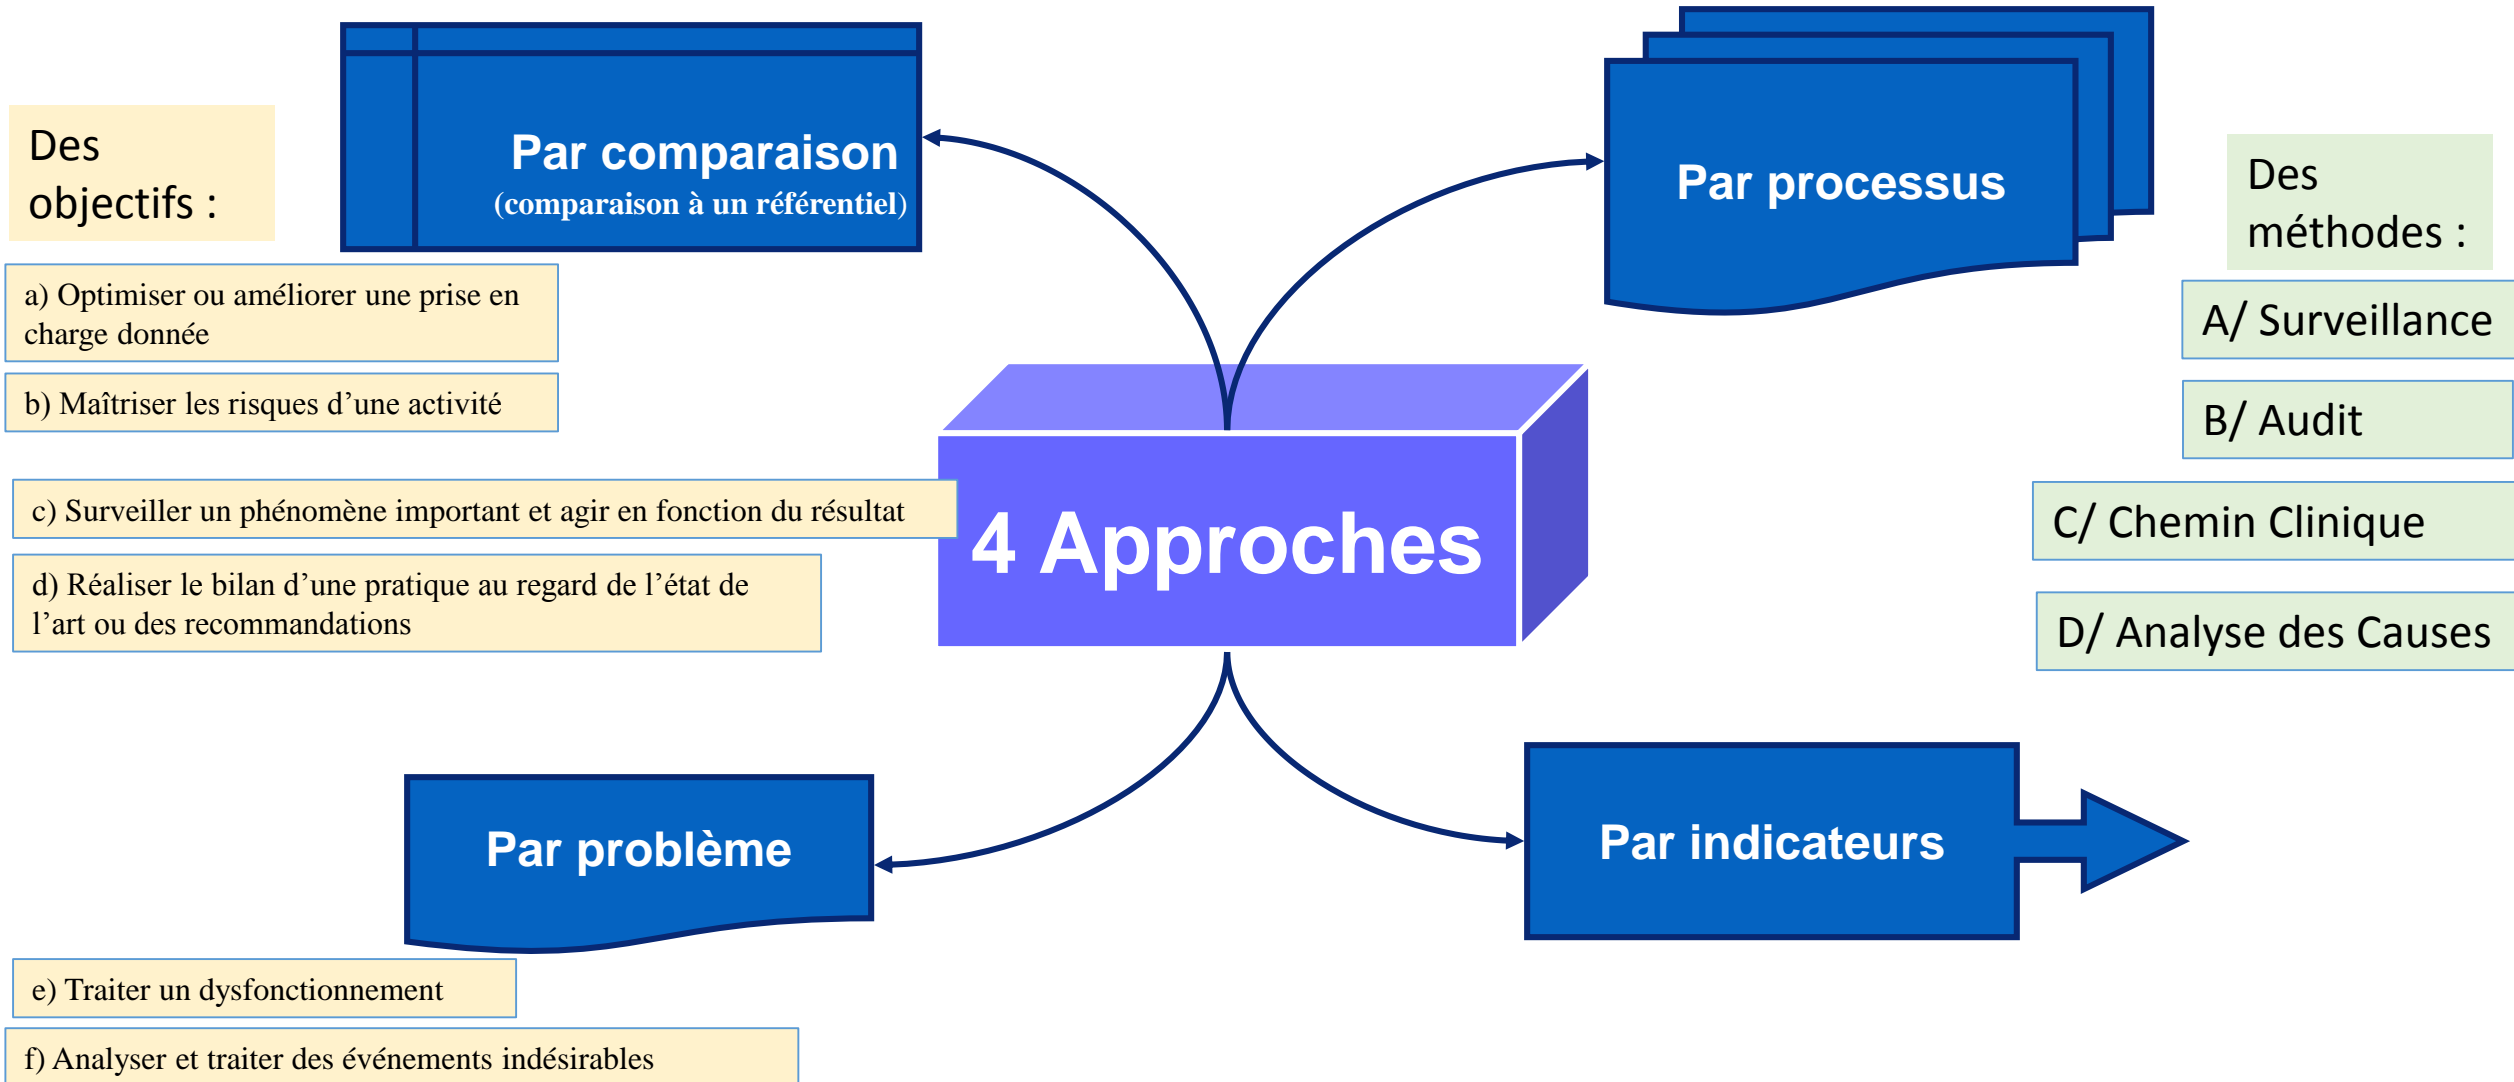 Des
objectifs :
a) Optimiser ou améliorer une prise en
charge donnée
b) Maîtriser les risques d’une activité
c) Surveiller un phénomène important et agir en fonction du résultat
d) Réaliser le bilan d’une pratique au regard de l’état de
l’art ou des recommandations
e) Traiter un dysfonctionnement
f) Analyser et traiter des événements indésirables
Par comparaison
(comparaison à un référentiel)
Par processus
4 Approches
Par problème
Par indicateurs
Des
méthodes :
A/ Surveillance
B/ Audit
C/ Chemin Clinique
D/ Analyse des Causes